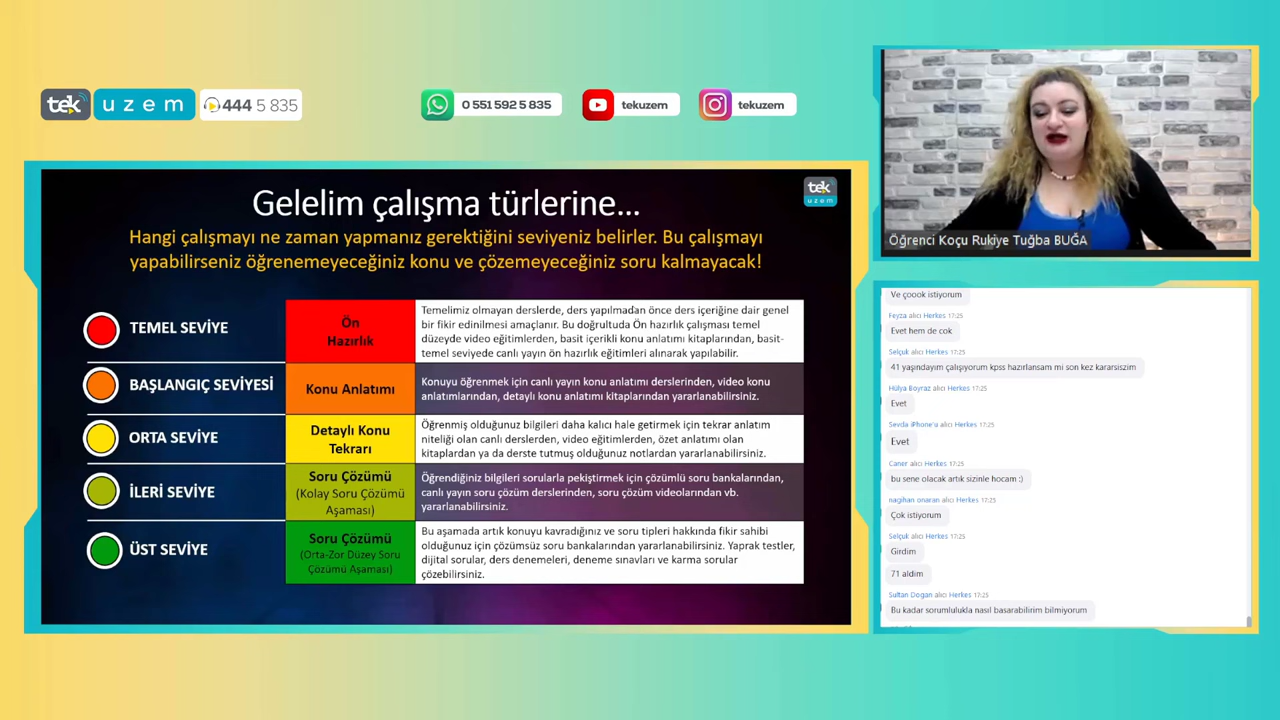 tek uzem 444 5 835
0 551 592 5 835
tekuzem
tekuzem
tek
uzem
Gelelim çalışma türlerine...
Hangi çalışmayı ne zaman yapmanız gerektiğini seviyeniz belirler. Bu çalışmayı
yapabilirseniz öğrenemeyeceğiniz konu ve çözemeyeceğiniz soru kalmayacak!
TEMEL SEVİYE
Ön
Hazırlık
Temelimiz olmayan derslerde, ders yapılmadan önce ders içeriğine dair genel
bir fikir edinilmesi amaçlanır. Bu doğrultuda Ön hazırlık çalışması temel
düzeyde video eğitimlerden, basit içerikli konu anlatımı kitaplarından, basit-
temel seviyede canlı yayın ön hazırlık eğitimleri alınarak yapılabilir.
BAŞLANGIÇ SEVİYESİ
Konu Anlatımı
Konuyu öğrenmek için canlı yayın konu anlatımı derslerinden, video konu
anlatımlarından, detaylı konu anlatımı kitaplarından yararlanabilirsiniz.
ORTA SEVİYE
Detaylı Konu
Tekrarı
Öğrenmiş olduğunuz bilgileri daha kalıcı hale getirmek için tekrar anlatım
niteliği olan canlı derslerden, video eğitimlerden, özet anlatımı olan
kitaplardan ya da derste tutmuş olduğunuz notlardan yararlanabilirsiniz.
İLERİ SEVİYE
Soru Çözümü
(Kolay Soru Çözümü
Aşaması)
Öğrendiğiniz bilgileri sorularla pekiştirmek için çözümlü soru bankalarından,
canlı yayın soru çözüm derslerinden, soru çözüm videolarından vb.
yararlanabilirsiniz.
ÜST SEVİYE
Soru Çözümü
(Orta-Zor Düzey Soru
Çözümü Aşaması)
Bu aşamada artık konuyu kavradığınız ve soru tipleri hakkında fikir sahibi
olduğunuz için çözümsüz soru bankalarından yararlanabilirsiniz. Yaprak testler,
dijital sorular, ders denemeleri, deneme sınavları ve karma sorular
çözebilirsiniz.
Öğrenci Koçu Rukiye Tuğba BUĞA
Ve çoook istiyorum
Feyza alıcı Herkes 17:25
Evet hem de cok
Selçuk alıcı Herkes 17:25
41 yaşındayım çalışıyorum kpss hazırlansam mi son kez kararsiszim
Hülya Boyraz alıcı Herkes 17:25
Evet
Sevda iPhone'u alıcı Herkes 17:25
Evet
Caner alıcı Herkes 17:25
bu sene olacak artık sizinle hocam :)
nagihan onaran alıcı Herkes 17:25
Çok istiyorum
Selçuk alıcı Herkes 17:25
Girdim
71 aldim
Sultan Dogan alıcı Herkes 17:25
Bu kadar sorumlulukla nasıl basarabilirim bilmiyorum